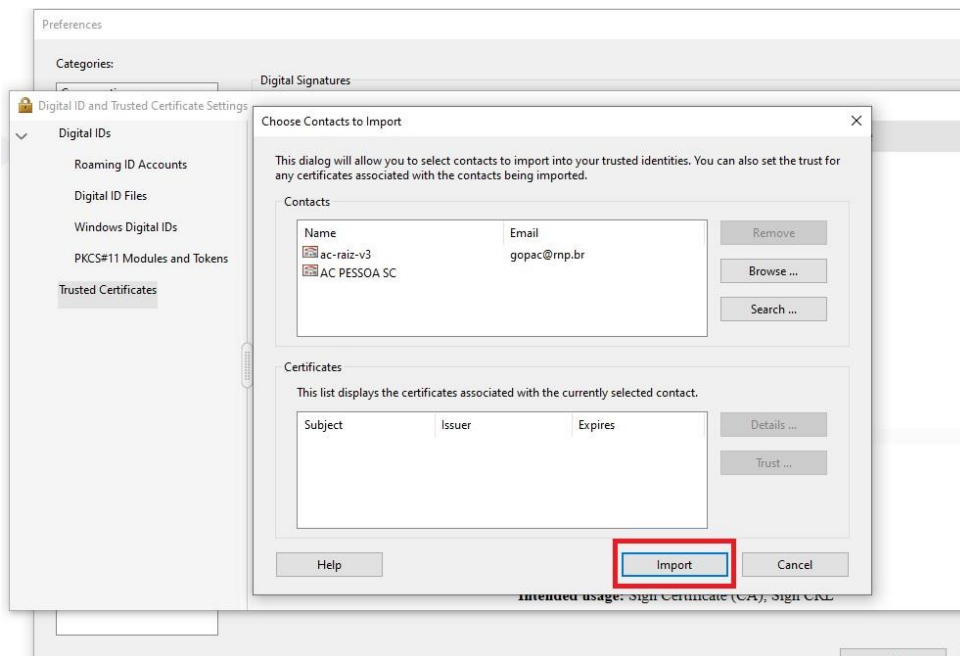 Preferences
Categories:
Digital Signatures
Digital ID and Trusted Certificate Settings
Choose Contacts to Import
Digital IDs
Roaming ID Accounts
Digital ID Files
Windows Digital IDs
PKCS#11 Modules and Tokens
Trusted Certificates
This dialog will allow you to select contacts to import into your trusted identities. You can also set the trust for
any certificates associated with the contacts being imported.
Contacts
Name Email
ac-raiz-v3 gopac@rnp.br
AC PESSOA SC
Remove
Browse ...
Search ...
Certificates
This list displays the certificates associated with the currently selected contact.
Subject Issuer Expires
Details ...
Trust ...
Help Import Cancel
Intended usage: Sign Certificate (CA), Sign CRL